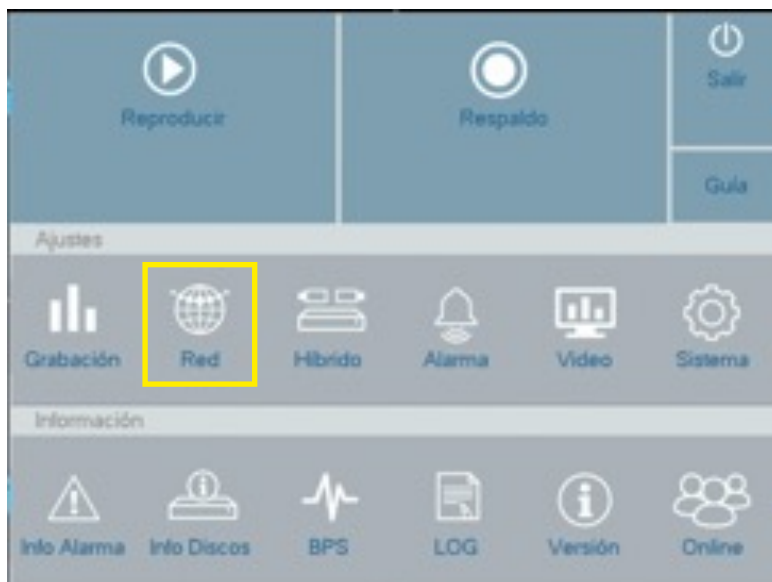 Reproducir
Respaldo
Salir
Guía
Ajustes
Grabación
Red
Híbrido
Alarma
Video
Sistema
Información
Info Alarma
Info Discos
BPS
LOG
Versión
Online